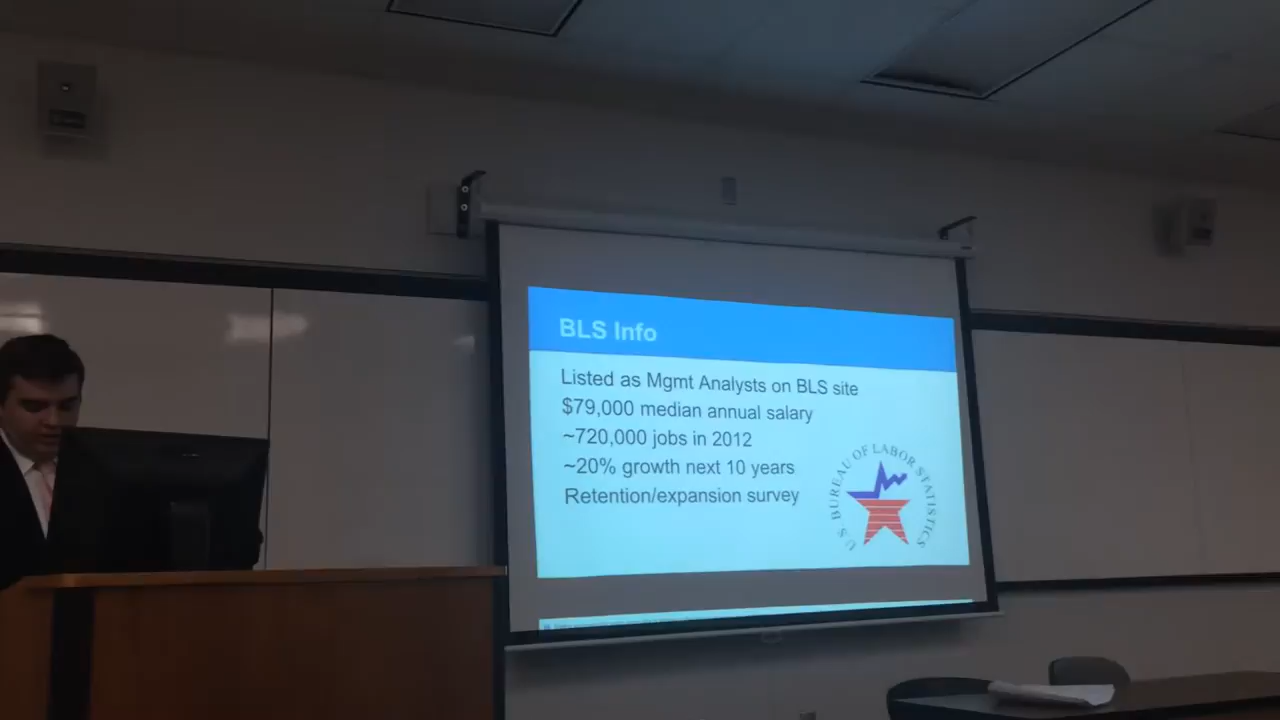 BLS Info
Listed as Mgmt Analysts on BLS site
$79,000 median annual salary
~720,000 jobs in 2012
~20% growth next 10 years
Retention/expansion survey
U.S. BUREAU OF LABOR STATISTICS